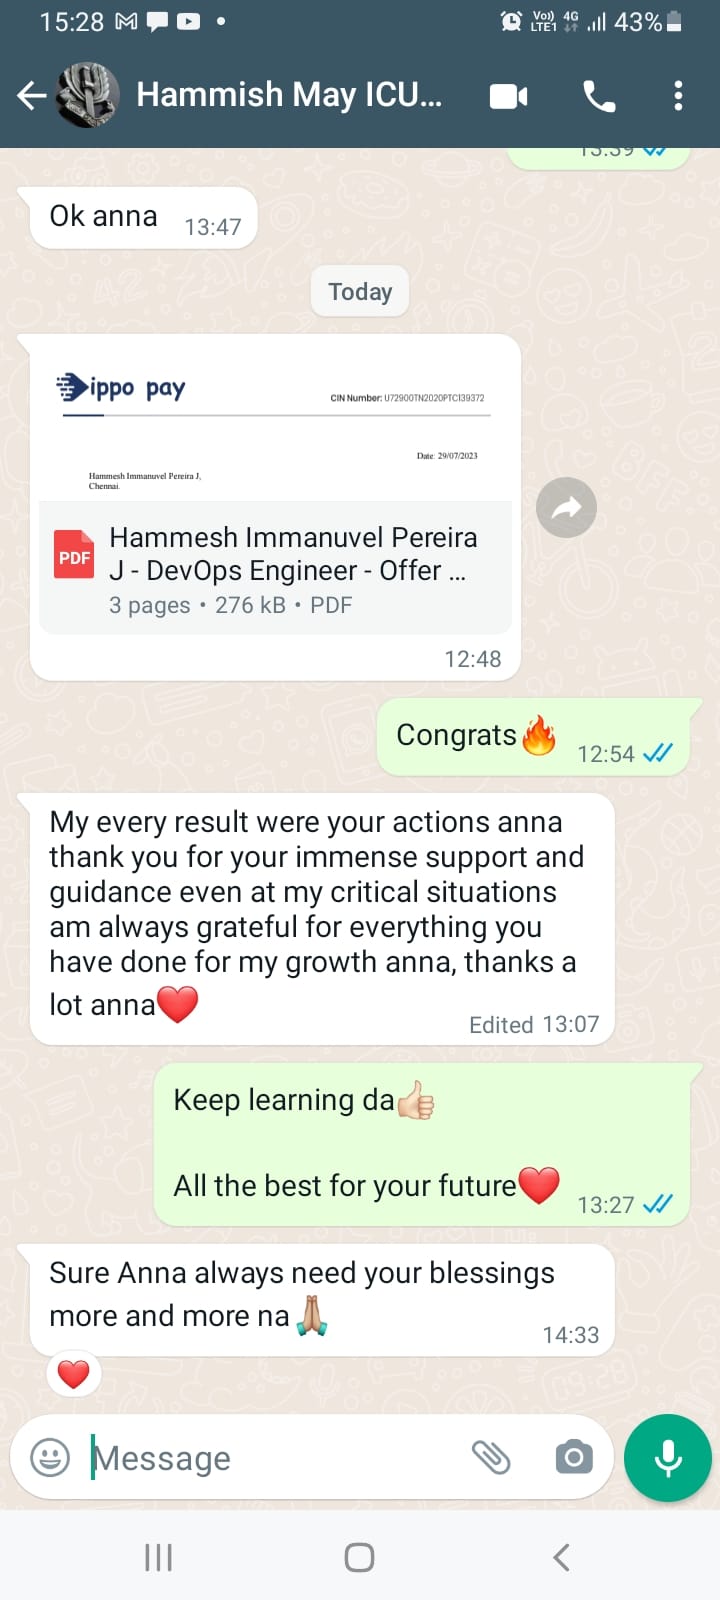 15:28
Vo)) 4G
LTE1 43%
Hammish May ICU...
13:39
Ok anna 13:47
Today
ippo pay
CIN Number: U72900TN2020PTC139372
Date: 29/07/2023
Hammesh Immanuvel Pereira J,
Chennai.
PDF
Hammesh Immanuvel Pereira
J - DevOps Engineer - Offer ...
3 pages • 276 kB • PDF
12:48
Congrats🔥 12:54
My every result were your actions anna
thank you for your immense support and
guidance even at my critical situations
am always grateful for everything you
have done for my growth anna, thanks a
lot anna❤️
Edited 13:07
Keep learning da👍🏻
All the best for your future❤️ 13:27
Sure Anna always need your blessings
more and more na🙏🏼
14:33
❤️
Message